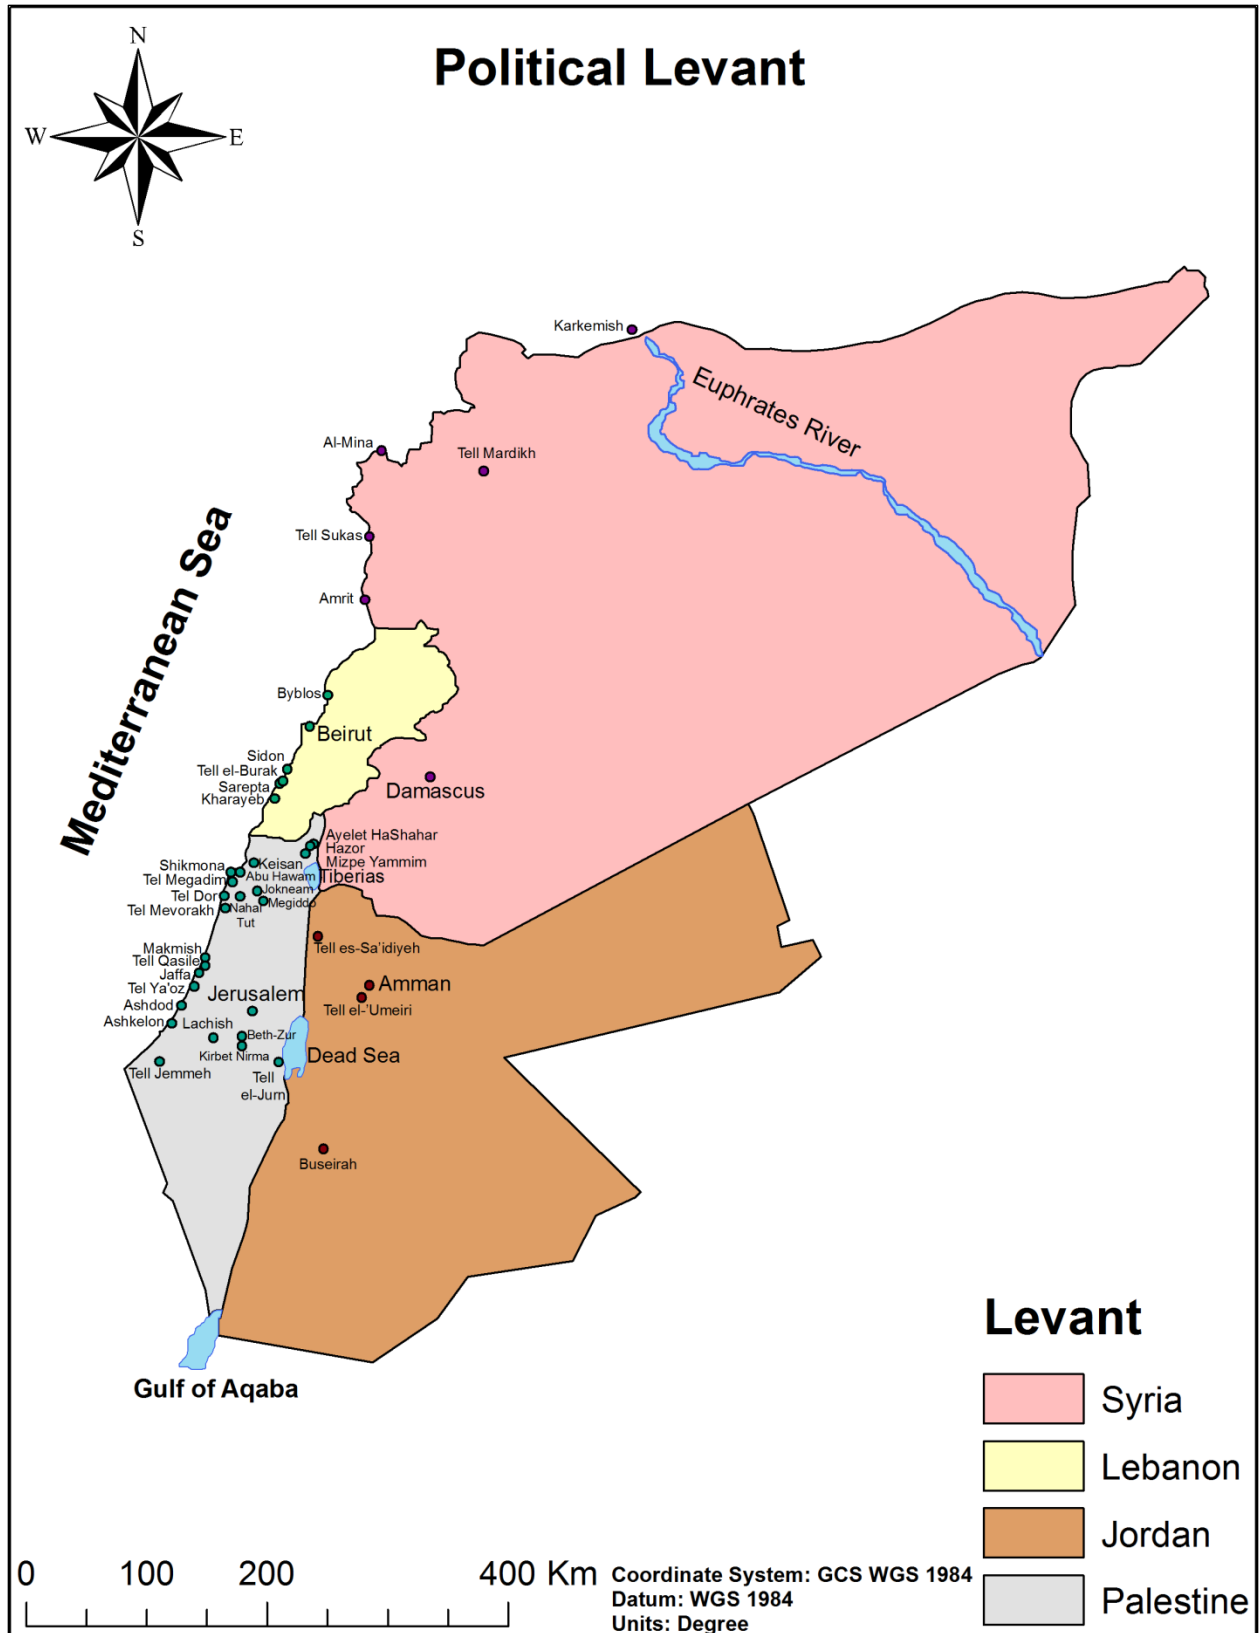 Political Levant
N
W
E
S
Karkemish
Euphrates River
Al-Mina
Tell Mardikh
Tell Sukas
Amrit
Mediterranean Sea
Byblos
Beirut
Sidon
Tell el-Burak
Sarepta
Kharayeb
Damascus
Ayelet HaShahar
Hazor
Mizpe Yammim
Tiberias
Shikmona
Keisan
Abu Hawam
Tel Megadim
Jokneam
Tel Dor
Megiddo
Tel Mevorakh
Nahal
Tut
Tell es-Sa'idiyeh
Makmish
Tell Qasile
Jaffa
Tel Ya'oz
Amman
Jerusalem
Ashdod
Tell el-'Umeiri
Ashkelon
Lachish
Beth-Zur
Kirbet Nirma
Dead Sea
Tell Jemmeh
Tell
el-Jurn
Buseirah
Gulf of Aqaba
Levant
Syria
Lebanon
Jordan
Palestine
0 100 200 400 Km
Coordinate System: GCS WGS 1984
Datum: WGS 1984
Units: Degree